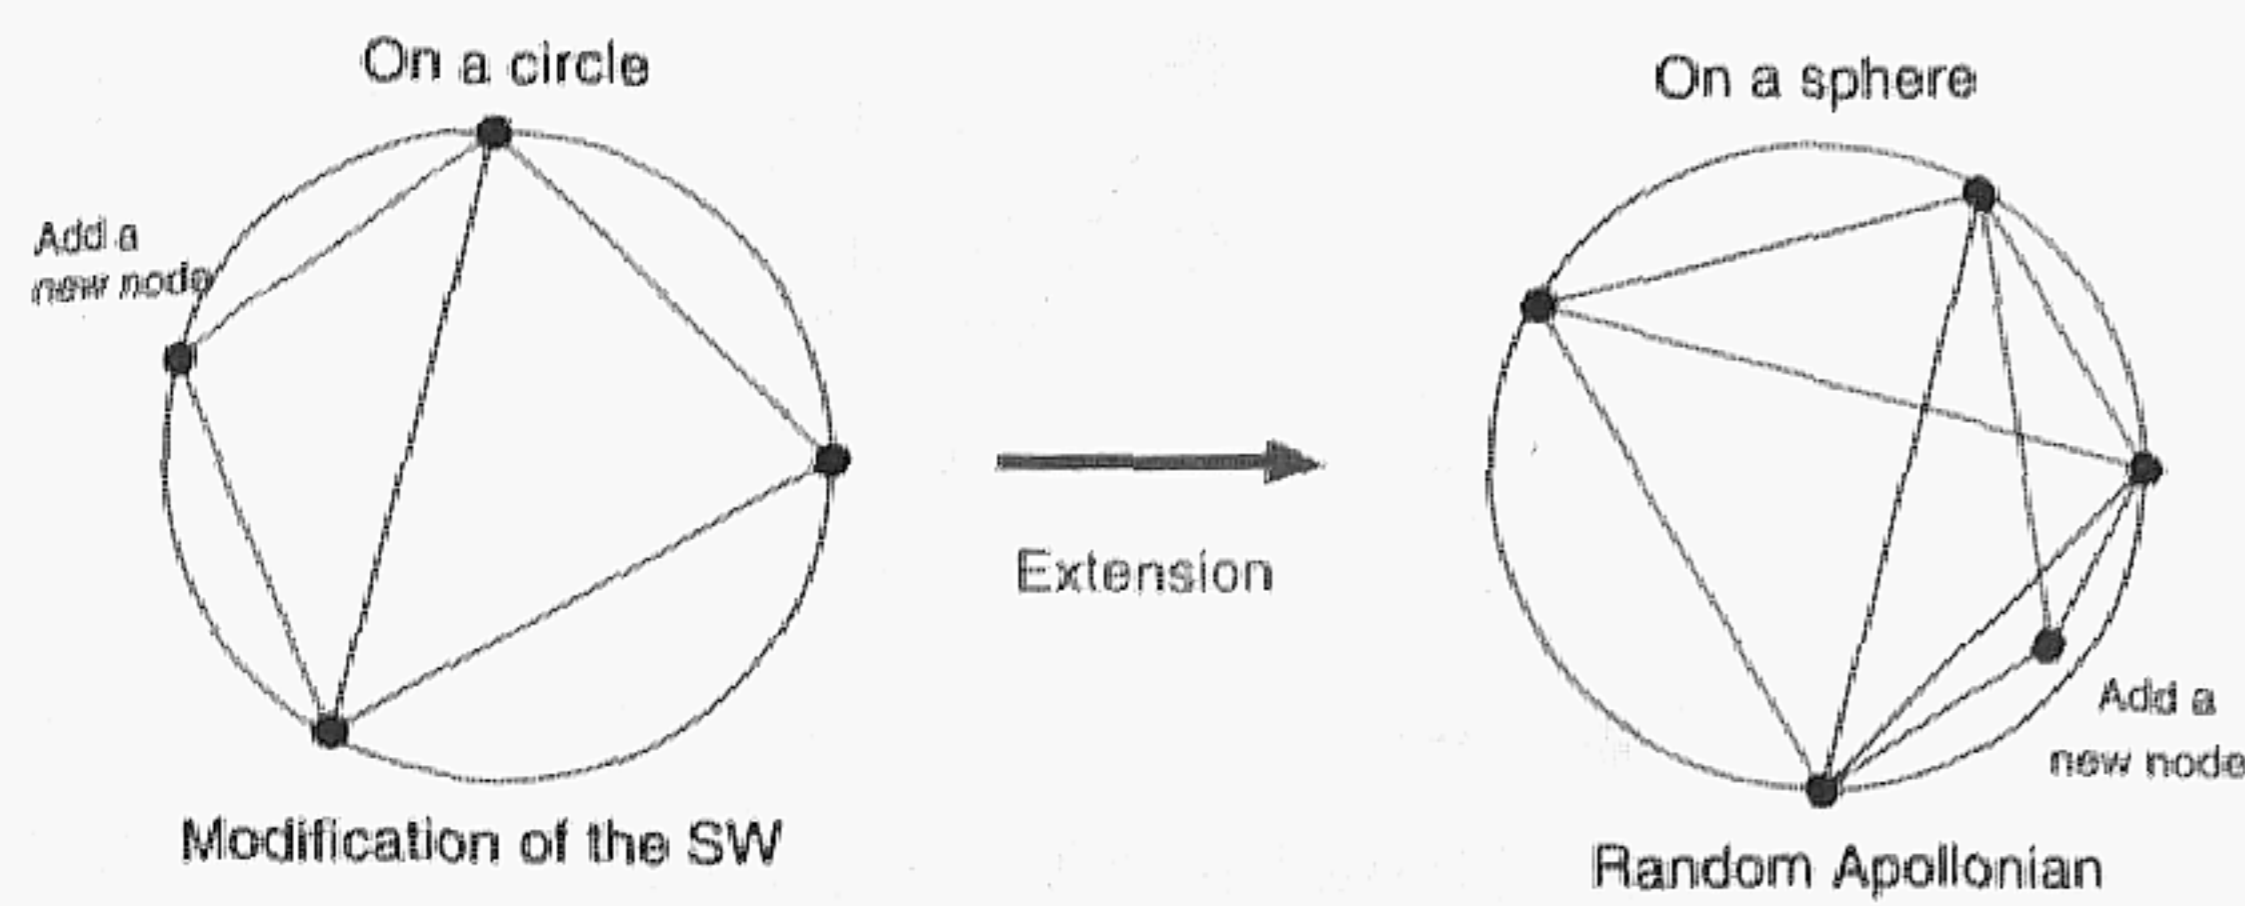 On a circle
Add a
new node
Modification of the SW
Extension
On a sphere
Add a
new node
Random Apollonian